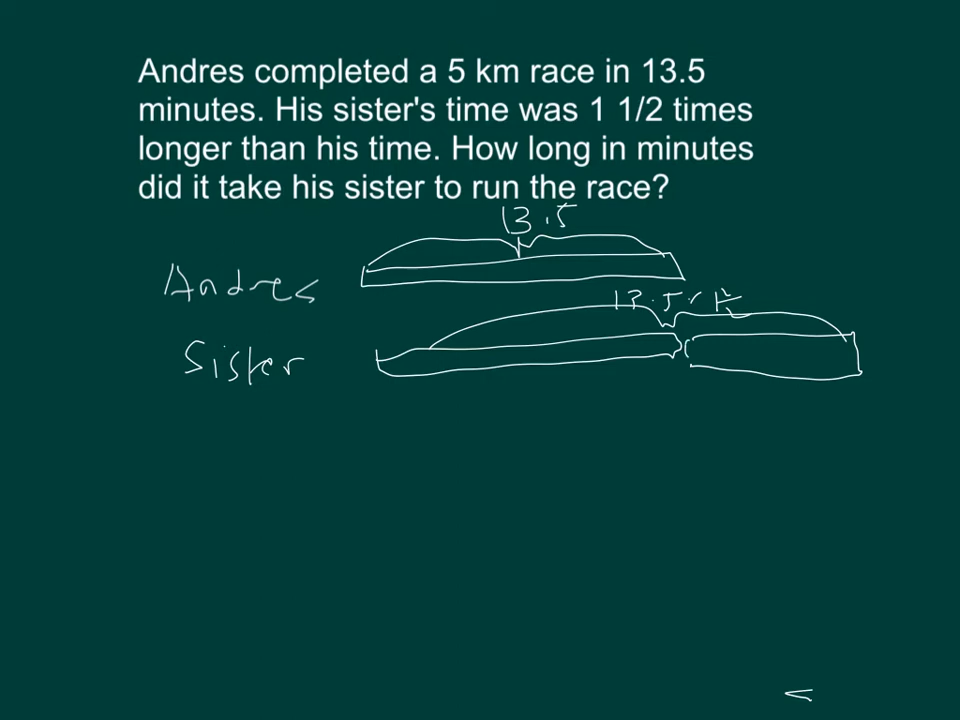 Andres completed a 5 km race in 13.5
minutes. His sister's time was 1 1/2 times
longer than his time. How long in minutes
did it take his sister to run the race?
13.5
Andres
13.5
Sister